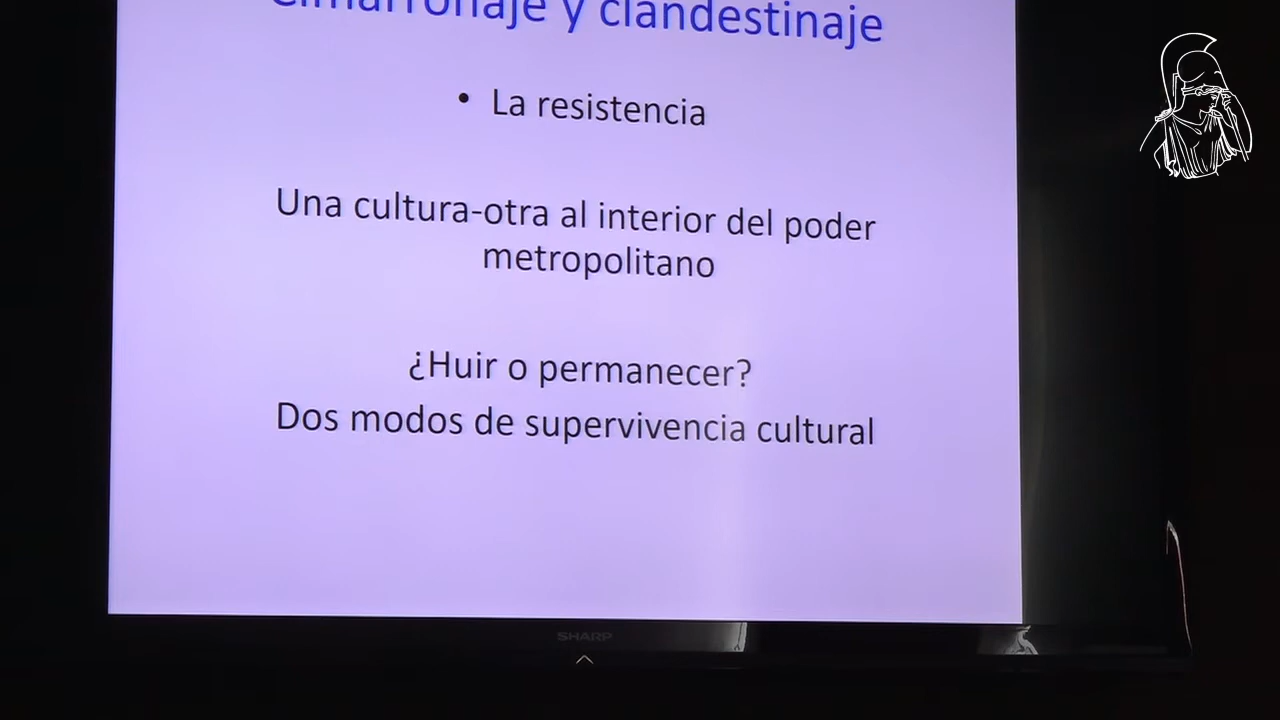 Cimarronaje y clandestinaje
• La resistencia
Una cultura-otra al interior del poder
metropolitano
¿Huir o permanecer?
Dos modos de supervivencia cultural
SHARP